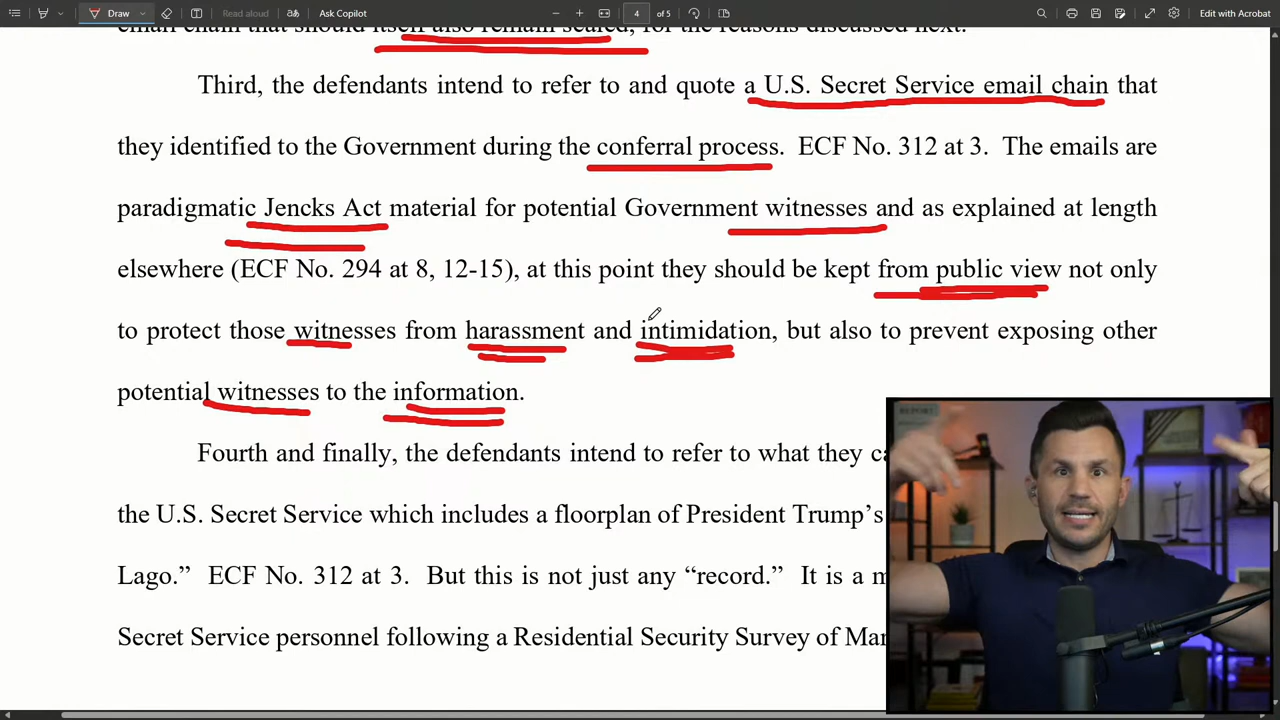 Draw
Read aloud
Ask Copilot
4 of 5
Edit with Acrobat
email chain that should itself also remain sealed, for the reasons discussed next.
Third, the defendants intend to refer to and quote a U.S. Secret Service email chain that
they identified to the Government during the conferral process. ECF No. 312 at 3. The emails are
paradigmatic Jencks Act material for potential Government witnesses and as explained at length
elsewhere (ECF No. 294 at 8, 12-15), at this point they should be kept from public view not only
to protect those witnesses from harassment and intimidation, but also to prevent exposing other
potential witnesses to the information.
Fourth and finally, the defendants intend to refer to what they
the U.S. Secret Service which includes a floorplan of President Trump’s
Lago.” ECF No. 312 at 3. But this is not just any “record.” It is a
Secret Service personnel following a Residential Security Survey of